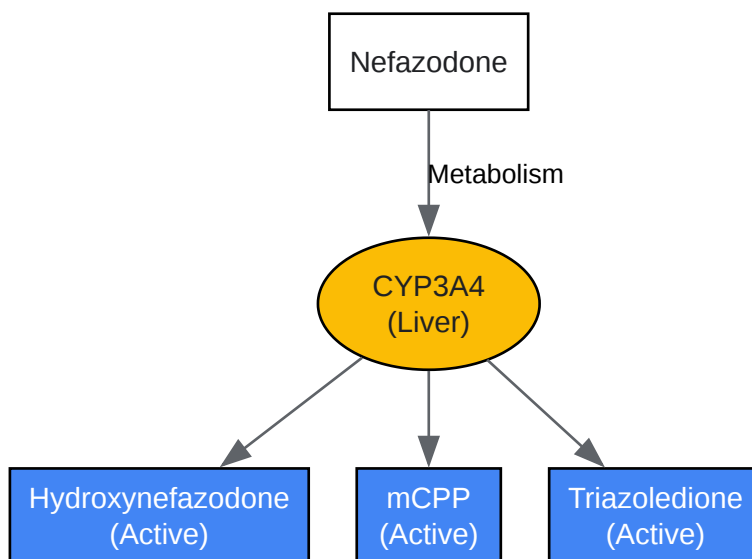 Nefazodone
Metabolism
CYP3A4
(Liver)
Hydroxynefazodone
(Active)
mCPP
(Active)
Triazoledione
(Active)